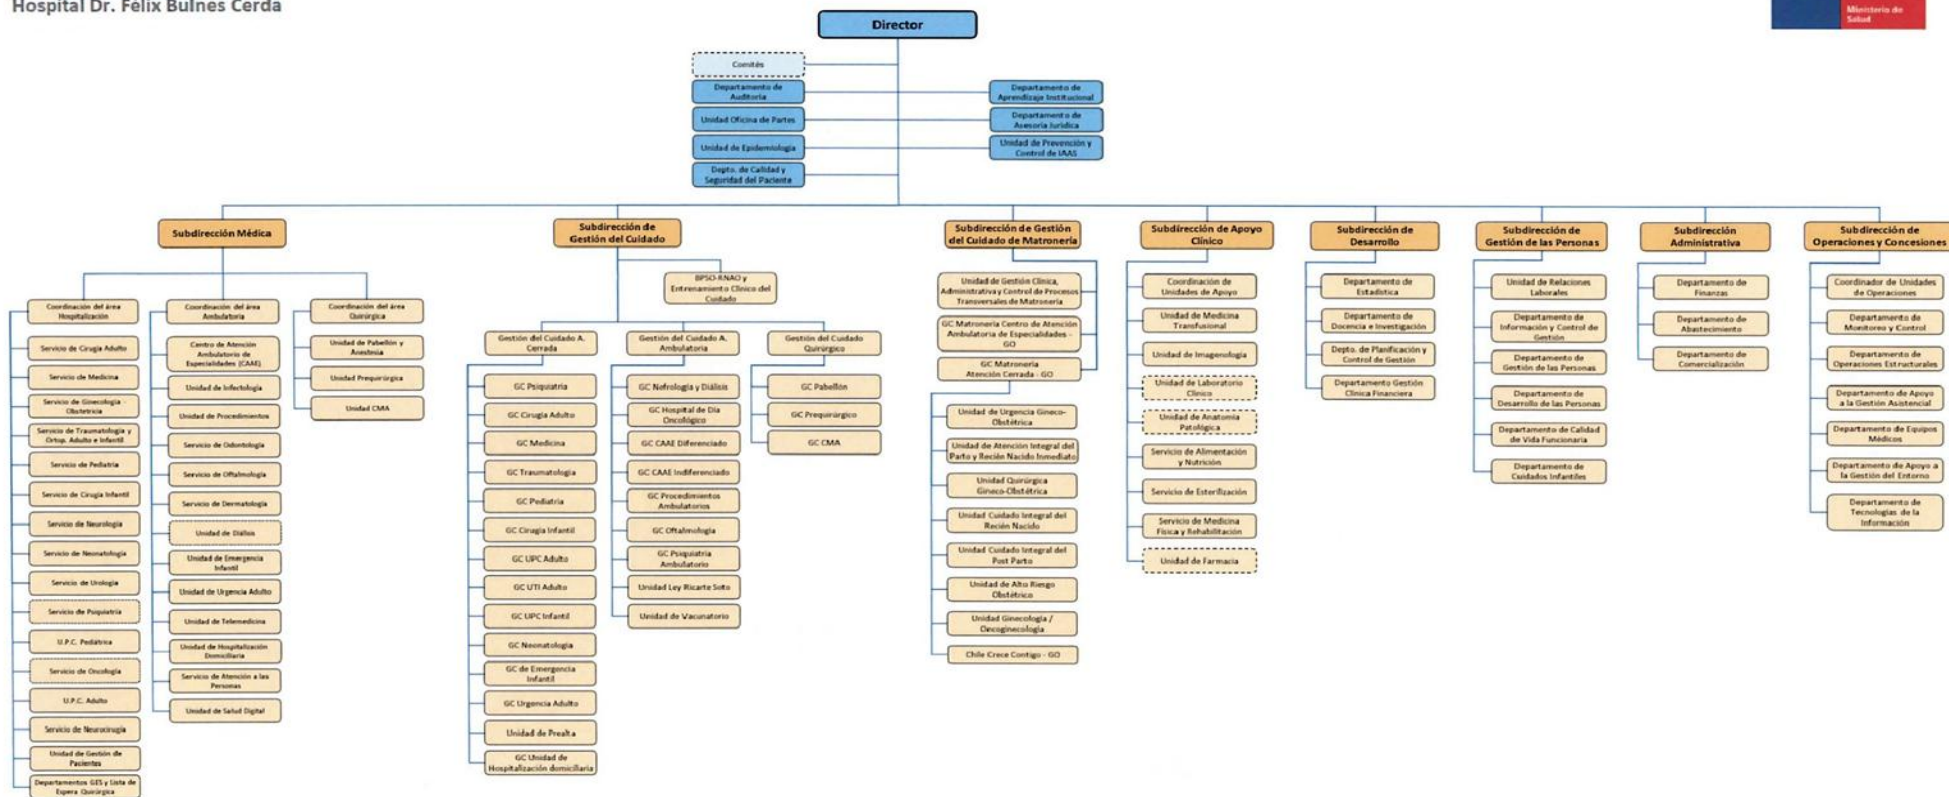 Hospital Dr. Félix Bulnes Cerda
Ministerio de
Salud
Director
Comités
Departamento de
Auditoría
Departamento de
Aprendizaje Institucional
Unidad Oficina de Partes
Departamento de
Asesoría Jurídica
Unidad de Epidemiología
Unidad de Prevención y
Control de IAAS
Depto. de Calidad y
Seguridad del Paciente
Subdirección Médica
Coordinación del área
Hospitalización
Servicio de Cirugía Adulto
Servicio de Medicina
Servicio de Ginecología -
Obstetricia
Servicio de Traumatología y
Ortop. Adulto e Infantil
Servicio de Pediatría
Servicio de Cirugía Infantil
Servicio de Neurología
Servicio de Neonatología
Servicio de Urología
Servicio de Psiquiatría
U.P.C. Pediátrica
Servicio de Oncología
U.P.C. Adulto
Servicio de Neurocirugía
Unidad de Gestión de
Pacientes
Departamentos GES y Lista de
Espera Quirúrgica
Coordinación del área
Ambulatoria
Centro de Atención
Ambulatorio de
Especialidades (CAAE)
Unidad de Infectología
Unidad de Procedimientos
Servicio de Odontología
Servicio de Oftalmología
Servicio de Dermatología
Unidad de Diálisis
Unidad de Emergencia
Infantil
Unidad de Urgencia Adulto
Unidad de Telemedicina
Unidad de Hospitalización
Domiciliaria
Servicio de Atención a las
Personas
Unidad de Salud Digital
Coordinación del área
Quirúrgica
Unidad de Pabellón y
Anestesia
Unidad Prequirúrgica
Unidad CMA
Subdirección de
Gestión del Cuidado
BPSO-RNAO y
Entrenamiento Clínico del
Cuidado
Gestión del Cuidado A.
Cerrada
GC Psiquiatría
GC Cirugía Adulto
GC Medicina
GC Traumatología
GC Pediatría
GC Cirugía Infantil
GC UPC Adulto
GC UTI Adulto
GC UPC Infantil
GC Neonatología
GC de Emergencia
Infantil
GC Urgencia Adulto
Unidad de Prealta
GC Unidad de
Hospitalización domiciliaria
Gestión del Cuidado A.
Ambulatoria
GC Nefrología y Diálisis
GC Hospital de Día
Oncológico
GC CAAE Diferenciado
GC CAAE Indiferenciado
GC Procedimientos
Ambulatorios
GC Oftalmología
GC Psiquiatría
Ambulatorio
Unidad Ley Ricarte Soto
Unidad de Vacunatorio
Gestión del Cuidado
Quirúrgico
GC Pabellón
GC Prequirúrgico
GC CMA
Subdirección de Gestión
del Cuidado de Matronería
Unidad de Gestión Clínica,
Administrativa y Control de Procesos
Transversales de Matronería
GC Matronería Centro de Atención
Ambulatoria de Especialidades -
GO
GC Matronería
Atención Cerrada - GO
Unidad de Urgencia Gineco-
Obstétrica
Unidad de Atención Integral del
Parto y Recién Nacido Inmediato
Unidad Quirúrgica
Gineco-Obstétrica
Unidad Cuidado Integral del
Recién Nacido
Unidad Cuidado Integral del
Post Parto
Unidad de Alto Riesgo
Obstétrico
Unidad Ginecología /
Oncoginecología
Chile Crece Contigo - GO
Subdirección de Apoyo
Clínico
Coordinación de
Unidades de Apoyo
Unidad de Medicina
Transfusional
Unidad de Imagenología
Unidad de Laboratorio
Clínico
Unidad de Anatomía
Patológica
Servicio de Alimentación
y Nutrición
Servicio de Esterilización
Servicio de Medicina
Física y Rehabilitación
Unidad de Farmacia
Subdirección de
Desarrollo
Departamento de
Estadística
Departamento de
Docencia e Investigación
Depto. de Planificación y
Control de Gestión
Departamento Gestión
Clínica Financiera
Subdirección de
Gestión de las Personas
Unidad de Relaciones
Laborales
Departamento de
Información y Control de
Gestión
Departamento de
Gestión de las Personas
Departamento de
Desarrollo de las Personas
Departamento de Calidad
de Vida Funcionaria
Departamento de
Cuidados Infantiles
Subdirección
Administrativa
Departamento de
Finanzas
Departamento de
Abastecimiento
Departamento de
Comercialización
Subdirección de
Operaciones y Concesiones
Coordinador de Unidades
de Operaciones
Departamento de
Monitoreo y Control
Departamento de
Operaciones Estructurales
Departamento de Apoyo
a la Gestión Asistencial
Departamento de Equipos
Médicos
Departamento de Apoyo a
la Gestión del Entorno
Departamento de
Tecnologías de la
Información